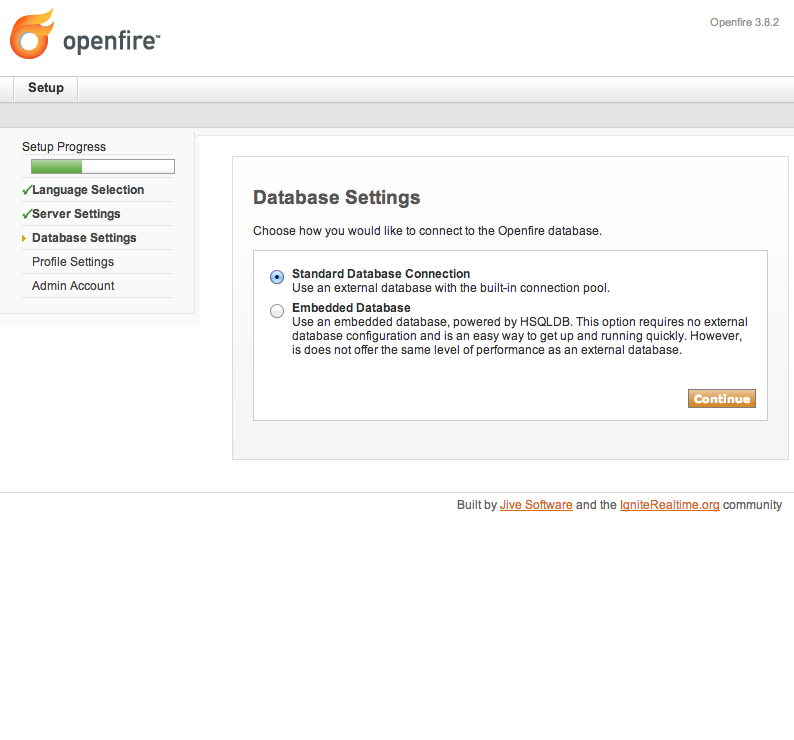 openfire™
Openfire 3.8.2
Setup
Setup Progress
Language Selection
Server Settings
Database Settings
Profile Settings
Admin Account
Database Settings
Choose how you would like to connect to the Openfire database.
Standard Database Connection
Use an external database with the built-in connection pool.
Embedded Database
Use an embedded database, powered by HSQLDB. This option requires no external
database configuration and is an easy way to get up and running quickly. However,
is does not offer the same level of performance as an external database.
Continue
Built by Jive Software and the IgniteRealtime.org community